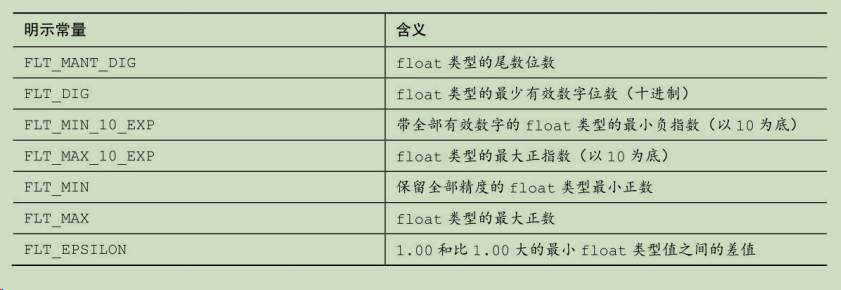 明示常量 含义
FLT_MANT_DIG float 类型的尾数位数
FLT_DIG float 类型的最少有效数字位数（十进制）
FLT_MIN_10_EXP 带全部有效数字的 float 类型的最小负指数（以 10 为底）
FLT_MAX_10_EXP float 类型的最大正指数（以 10 为底）
FLT_MIN 保留全部精度的 float 类型最小正数
FLT_MAX float 类型的最大正数
FLT_EPSILON 1.00 和比 1.00 大的最小 float 类型值之间的差值